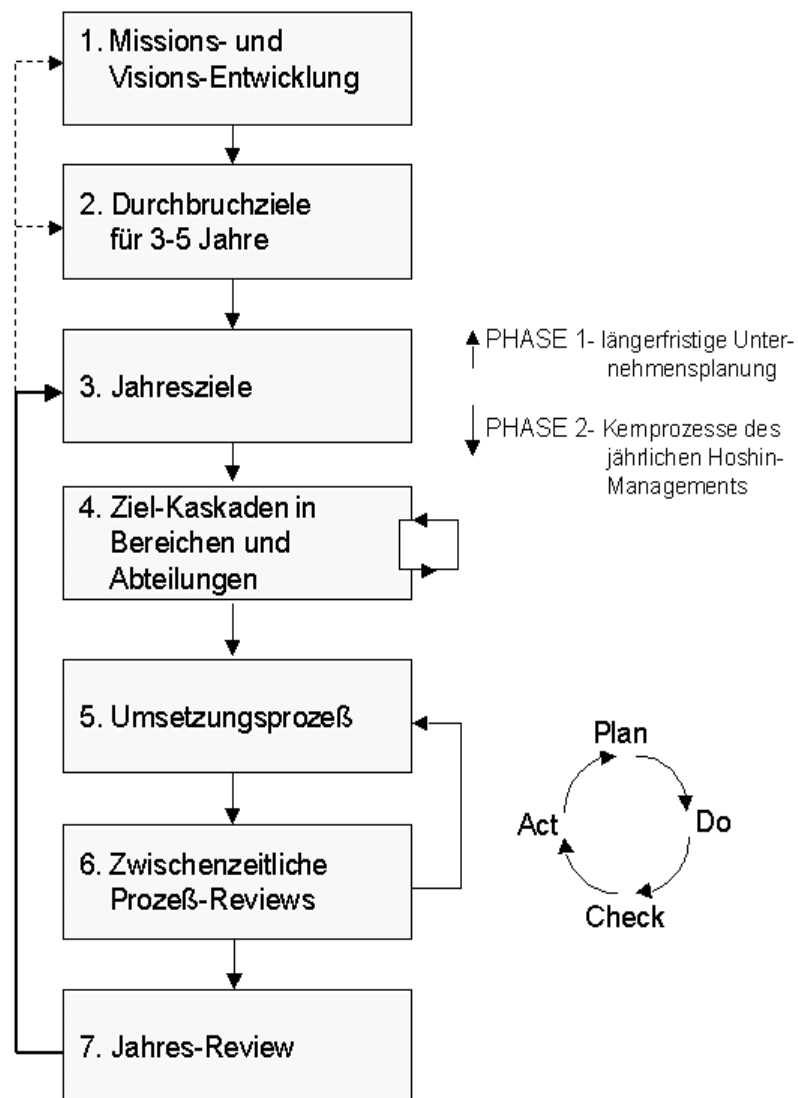 1. Missions- und
Visions-Entwicklung
2. Durchbruchziele
für 3-5 Jahre
3. Jahresziele
PHASE 1- längerfristige Unter-
nehmensplanung
PHASE 2- Kernprozesse des
jährlichen Hoshin-
Managements
4. Ziel-Kaskaden in
Bereichen und
Abteilungen
5. Umsetzungsprozeß
6. Zwischenzeitliche
Prozeß-Reviews
7. Jahres-Review
Plan
Do
Check
Act